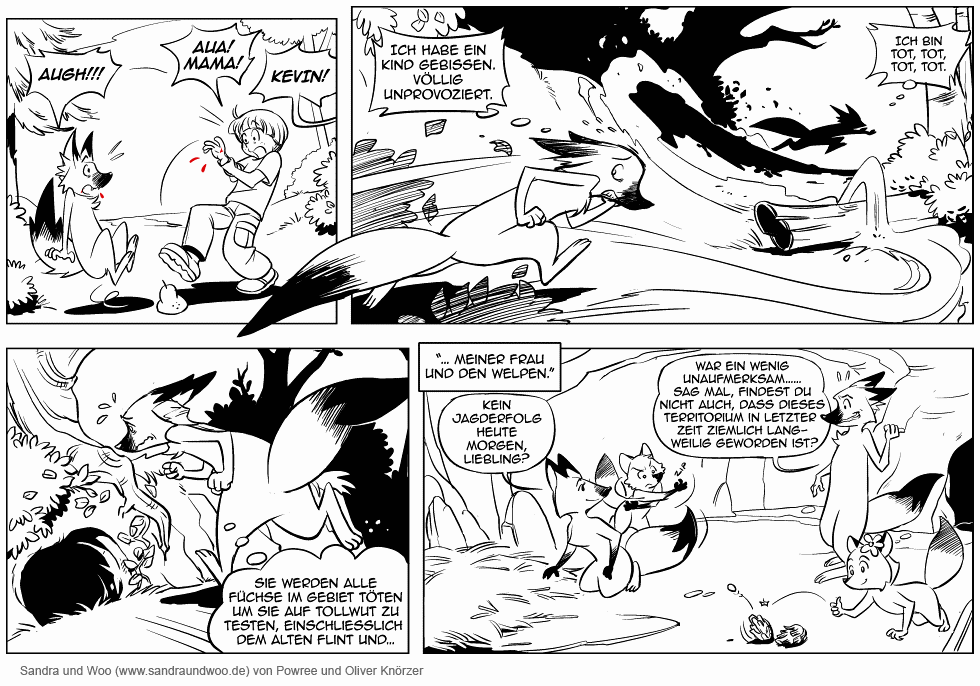 AUGH!!!
AUA!
MAMA!
KEVIN!
ICH HABE EIN
KIND GEBISSEN.
VÖLLIG
UNPROVOZIERT.
ICH BIN
TOT, TOT,
TOT, TOT.
SIE WERDEN ALLE
FÜCHSE IM GEBIET TÖTEN
UM SIE AUF TOLLWUT ZU
TESTEN, EINSCHLIESSLICH
DEM ALTEN FLINT UND...
"... MEINER FRAU
UND DEN WELPEN."
KEIN
JAGDERFOLG
HEUTE
MORGEN,
LIEBLING?
WAR EIN WENIG
UNAUFMERKSAM......
SAG MAL, FINDEST DU
NICHT AUCH, DASS DIESES
TERRITORIUM IN LETZTER
ZEIT ZIEMLICH LANG-
WEILIG GEWORDEN IST?
Sandra und Woo (www.sandraundwoo.de) von Powree und Oliver Knörzer